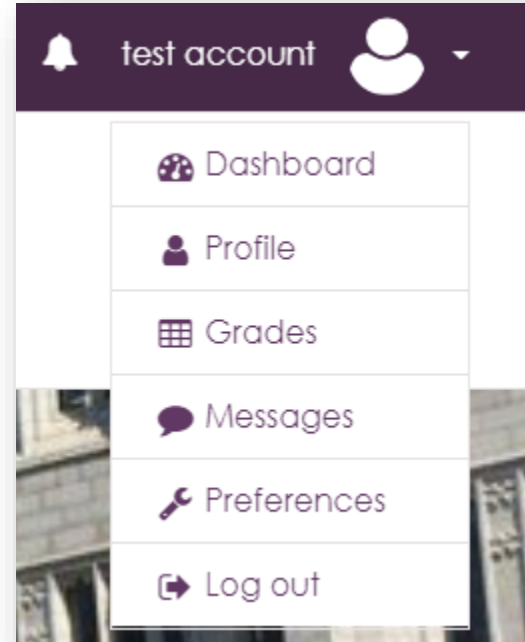 test account
Dashboard
Profile
Grades
Messages
Preferences
Log out